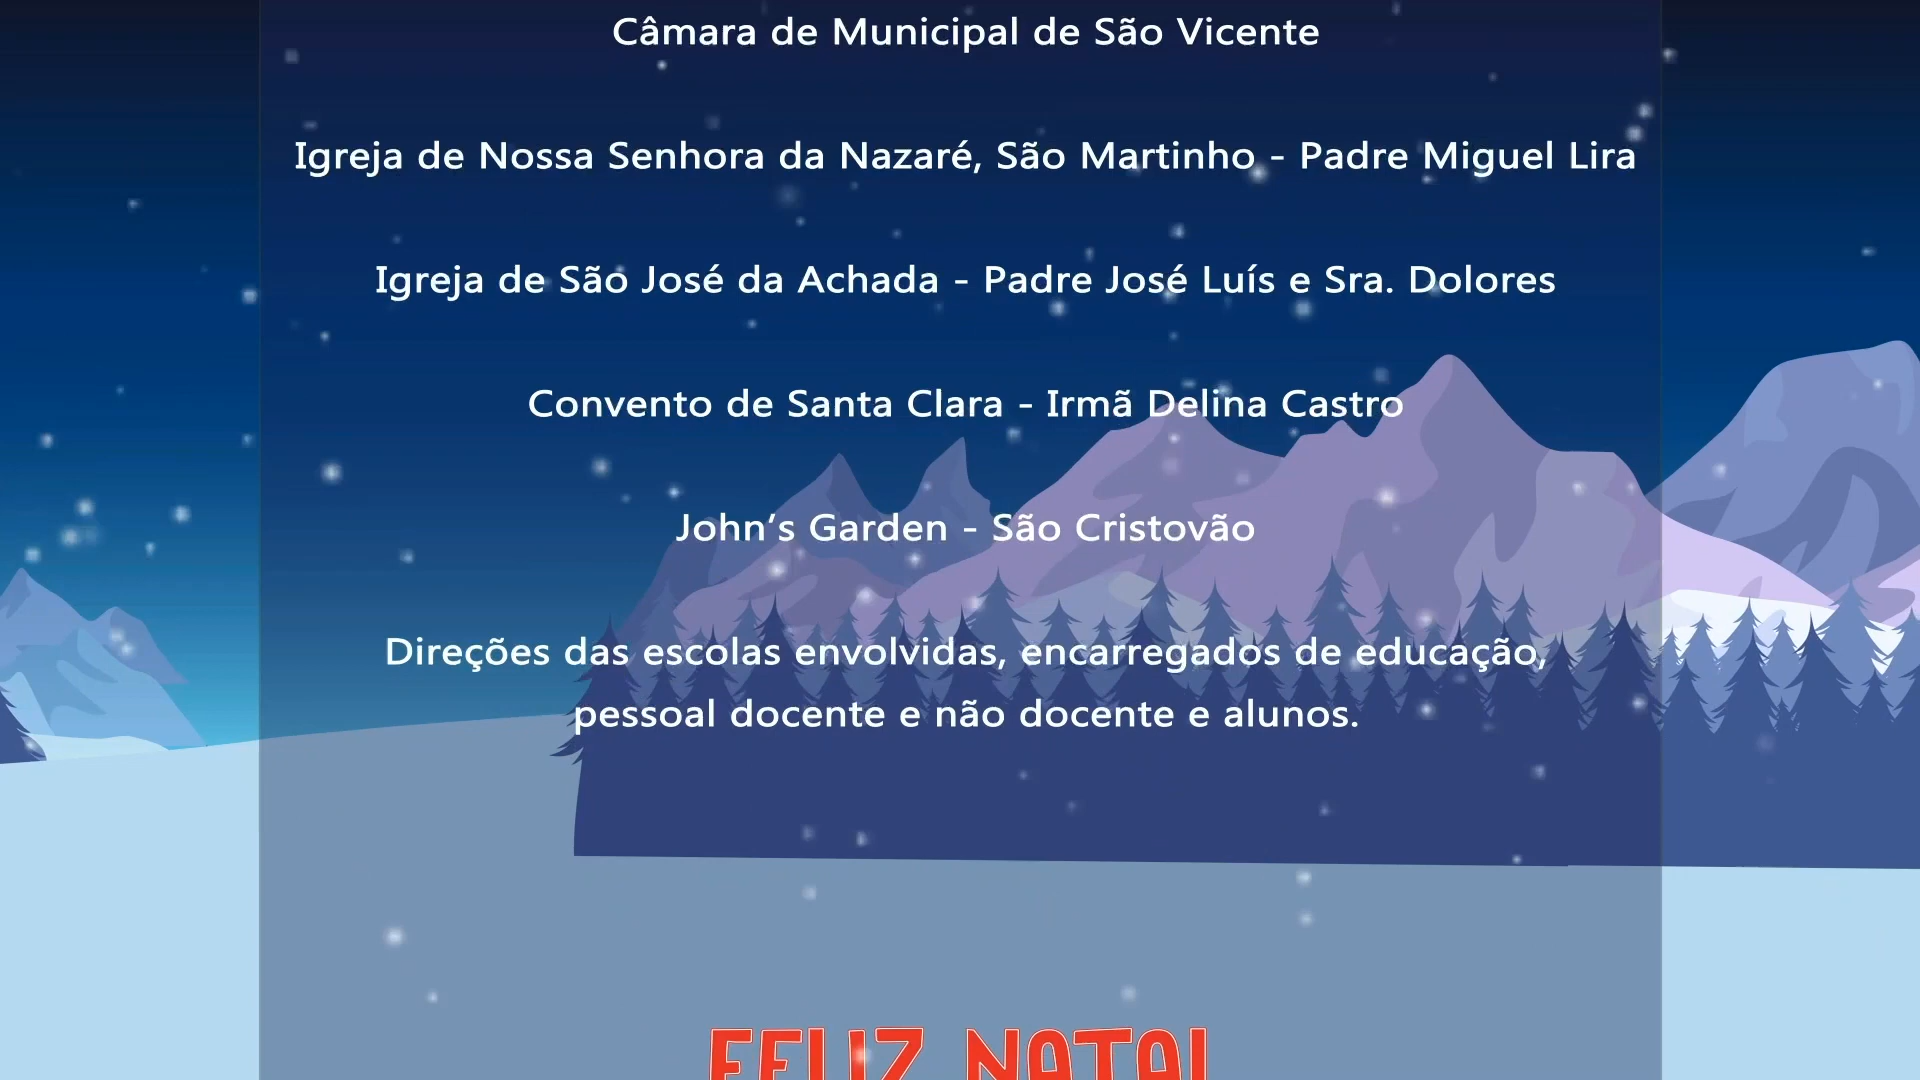 Câmara de Municipal de São Vicente
Igreja de Nossa Senhora da Nazaré, São Martinho - Padre Miguel Lira
Igreja de São José da Achada - Padre José Luís e Sra. Dolores
Convento de Santa Clara - Irmã Delina Castro
John’s Garden - São Cristovão
Direções das escolas envolvidas, encarregados de educação,
pessoal docente e não docente e alunos.
FELIZ NATAL